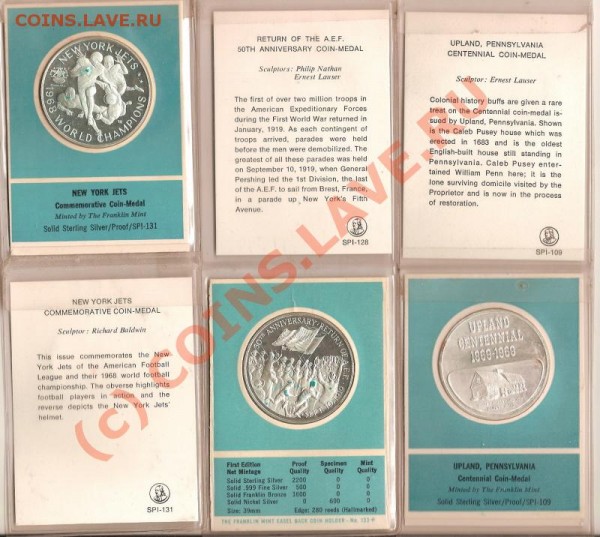 COINS.LAVE.RU
NEW YORK JETS
1968 WORLD CHAMPIONS
NEW YORK JETS
Commemorative Coin-Medal
Minted by The Franklin Mint
Solid Sterling Silver/Proof/SPI-131
RETURN OF THE A.E.F.
50TH ANNIVERSARY COIN-MEDAL
Sculptors: Philip Nathan
Ernest Lauser
The first of over two million troops in
the American Expeditionary Forces
during the First World War returned in
January, 1919. As each contingent of
troops arrived, parades were held
before the men were demobilized. The
greatest of all these parades was held
on September 10, 1919, when General
Pershing led the 1st Division, the last
of the A.E.F. to sail from Brest, France,
in a parade up New York's Fifth
Avenue.
SPI-128
UPLAND, PENNSYLVANIA
CENTENNIAL COIN-MEDAL
Sculptor: Ernest Lauser
Colonial history buffs are given a rare
treat on the Centennial coin-medal is-
sued by Upland, Pennsylvania. Shown
is the Caleb Pusey house which was
erected in 1683 and is the oldest
English-built house still standing in
Pennsylvania. Caleb Pusey enter-
tained William Penn here; it is the
lone surviving domicile visited by the
Proprietor and is now in the process
of restoration.
SPI-109
NEW YORK JETS
COMMEMORATIVE COIN-MEDAL
Sculptor: Richard Baldwin
This issue commemorates the New
York Jets of the American Football
League and their 1968 world football
championship. The obverse highlights
football players in action and the
reverse depicts the New York Jets'
helmet.
SPI-131
50TH ANNIVERSARY RETURN OF A.E.F.
First Edition Proof Specimen Mint
Net Mintage Quality Quality Quality
Solid Sterling Silver 2200 0 0
Solid .999 Fine Silver 500 0 0
Solid Franklin Bronze 1600 0 0
Solid Nickel Silver 0 600 0
Size: 39mm Edge: 280 reeds (Hallmarked)
THE FRANKLIN MINT EASEL BACK COIN HOLDER—No.
UPLAND
CENTENNIAL
1869-1969
UPLAND, PENNSYLVANIA
Centennial Coin-Medal
Minted by The Franklin Mint
Solid Sterling Silver/Proof/SPI-109
(c) COINS.LAVE.RU